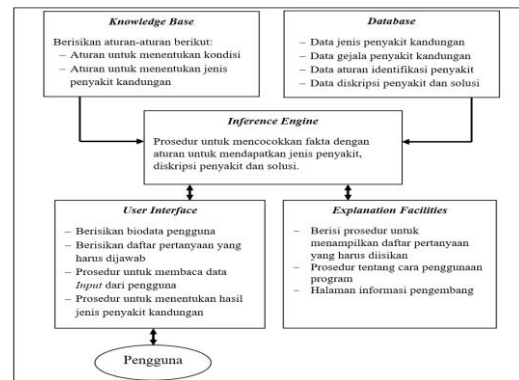 Knowledge Base
Berisikan aturan-aturan berikut:
– Aturan untuk menentukan kondisi
– Aturan untuk menentukan jenis
penyakit kandungan
Database
– Data jenis penyakit kandungan
– Data gejala penyakit kandungan
– Data aturan identifikasi penyakit
– Data diskripsi penyakit dan solusi
Inference Engine
Prosedur untuk mencocokkan fakta dengan
aturan untuk mendapatkan jenis penyakit,
diskripsi penyakit dan solusi.
User Interface
– Berisikan biodata pengguna
– Berisikan daftar pertanyaan yang
harus dijawab
– Prosedur untuk membaca data
Input dari pengguna
– Prosedur untuk menentukan hasil
jenis penyakit kandungan
Explanation Facilities
– Berisi prosedur untuk
menampilkan daftar pertanyaan
yang harus diisikan
– Prosedur tentang cara penggunaan
program
– Halaman informasi pengembang
Pengguna